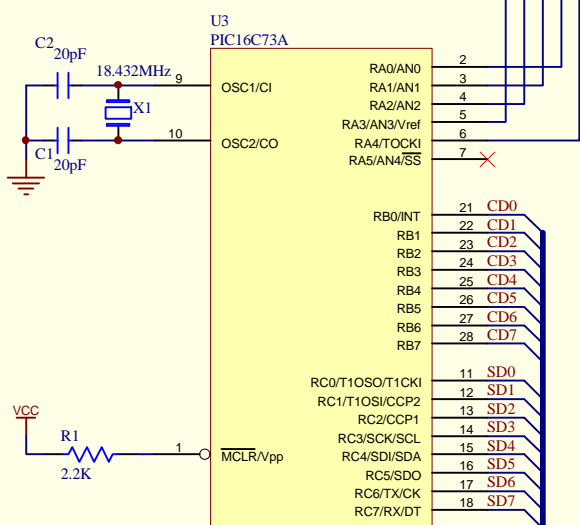 U3
PIC16C73A
C2
20pF
18.432MHz
X1
C1
20pF
9
OSC1/CI
10
OSC2/CO
RA0/AN0 2
RA1/AN1 3
RA2/AN2 4
RA3/AN3/Vref 5
RA4/TOCKI 6
RA5/AN4/SS 7
RB0/INT 21 CD0
RB1 22 CD1
RB2 23 CD2
RB3 24 CD3
RB4 25 CD4
RB5 26 CD5
RB6 27 CD6
RB7 28 CD7
RC0/T1OSO/T1CKI 11 SD0
RC1/T1OSI/CCP2 12 SD1
RC2/CCP1 13 SD2
RC3/SCK/SCL 14 SD3
RC4/SDI/SDA 15 SD4
RC5/SDO 16 SD5
RC6/TX/CK 17 SD6
RC7/RX/DT 18 SD7
VCC
R1
2.2K
1
MCLR/Vpp